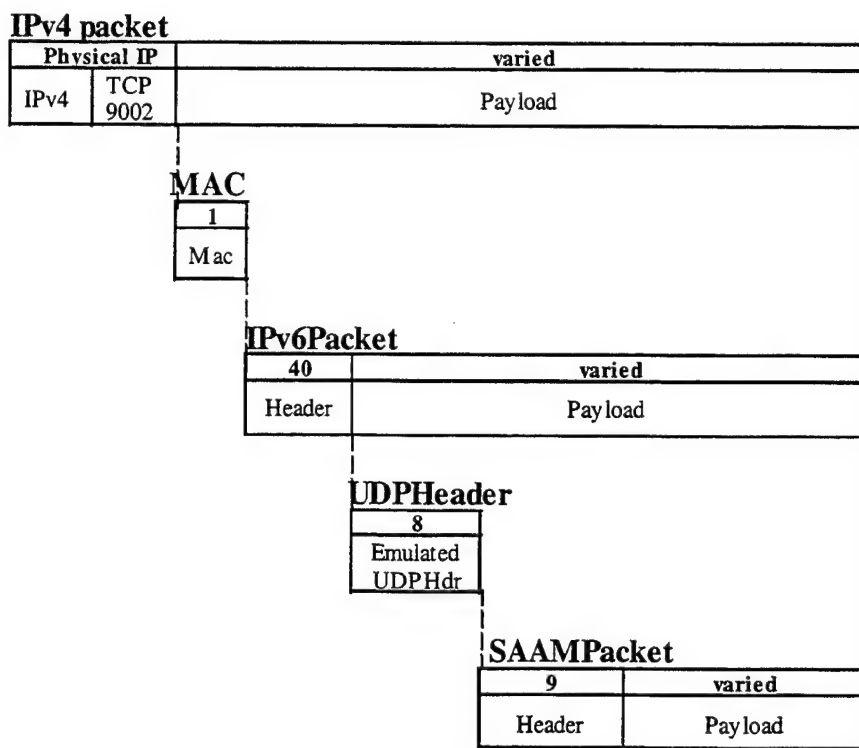 IPv4 packet
Physical IP varied
IPv4 TCP 9002 Payload
MAC
1
Mac
IPv6Packet
40 varied
Header Payload
UDPHeader
8
Emulated
UDPHdr
SAAMPacket
9 varied
Header Payload